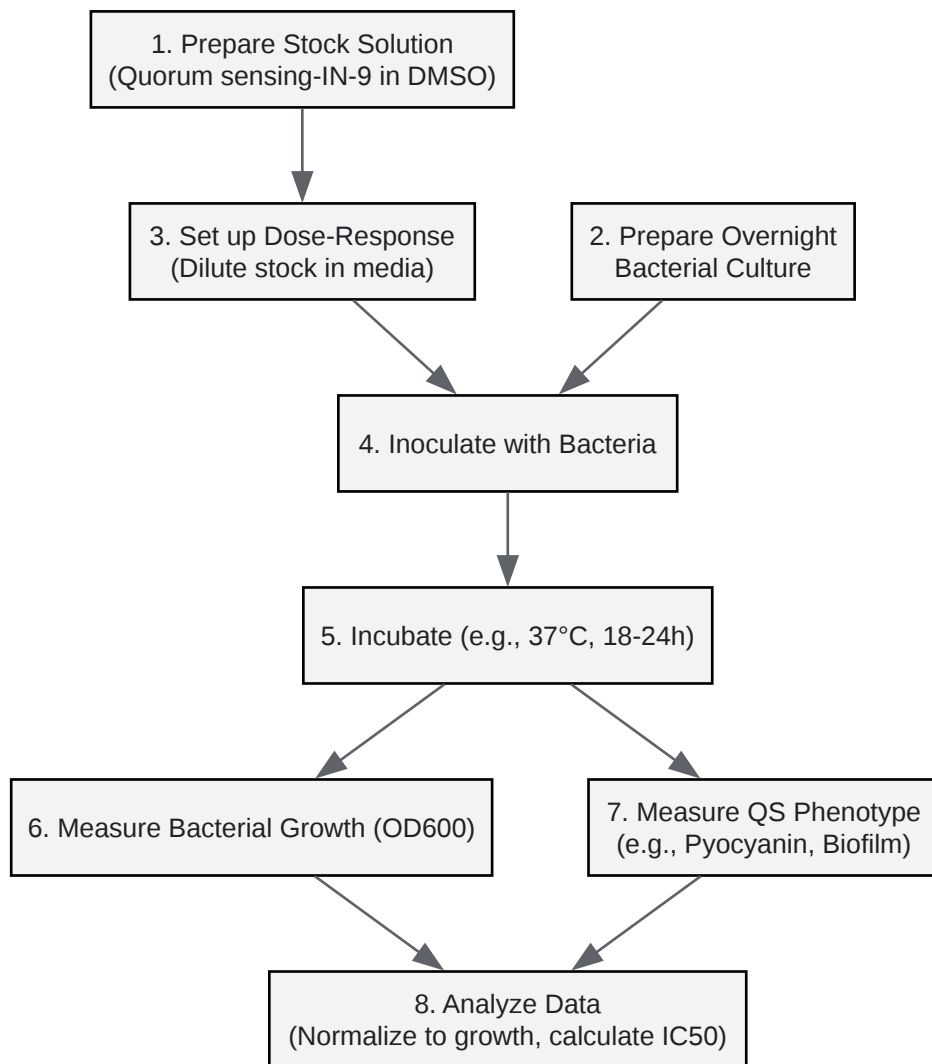 1. Prepare Stock Solution
(Quorum sensing-IN-9 in DMSO)
3. Set up Dose-Response
(Dilute stock in media)
2. Prepare Overnight
Bacterial Culture
4. Inoculate with Bacteria
5. Incubate (e.g., 37°C, 18-24h)
6. Measure Bacterial Growth (OD600)
7. Measure QS Phenotype
(e.g., Pyocyanin, Biofilm)
8. Analyze Data
(Normalize to growth, calculate IC50)